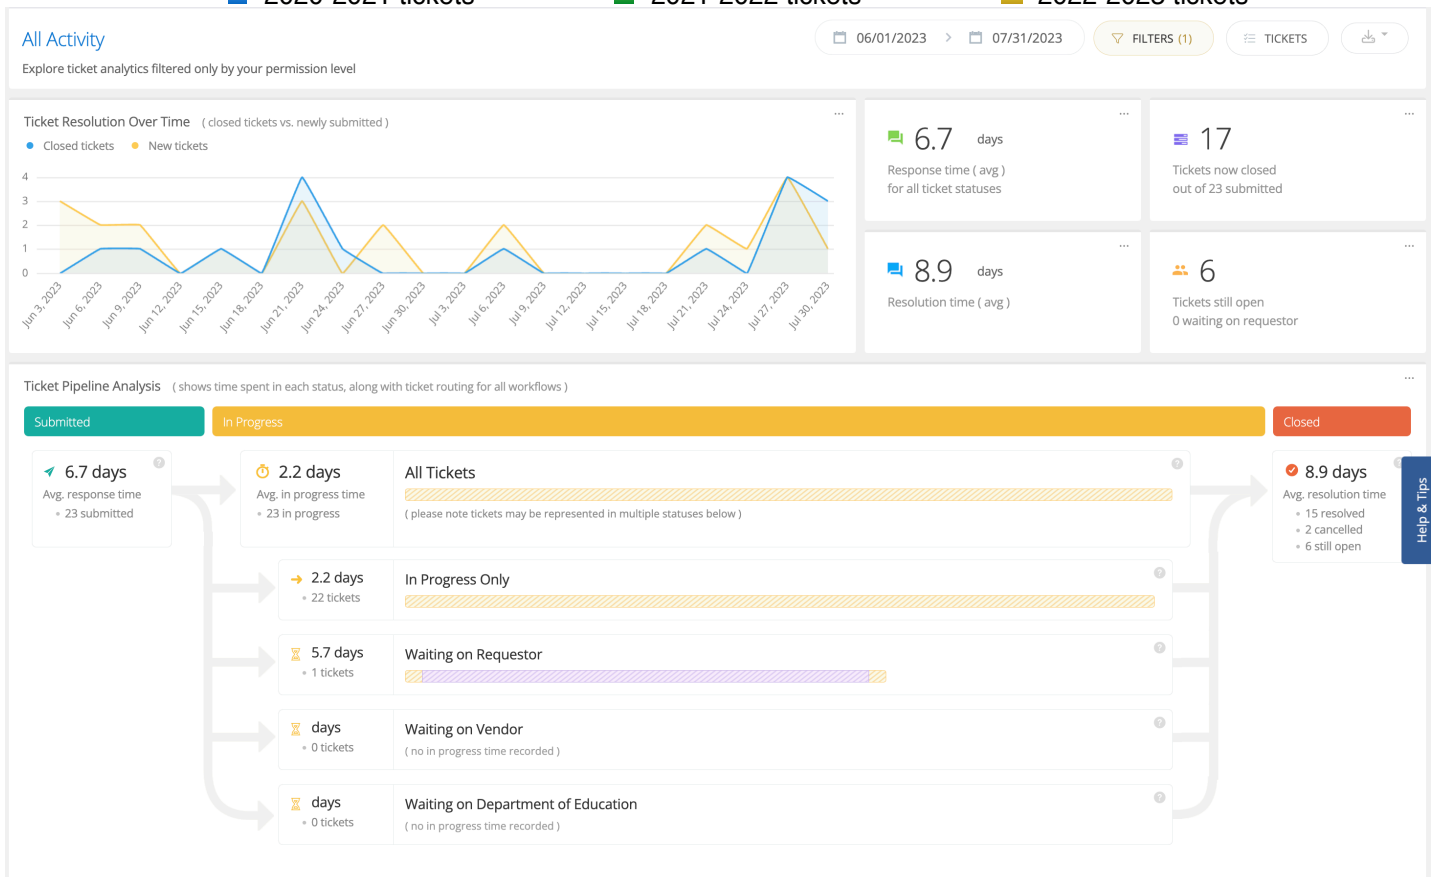 2020-2021 tickets 2021-2022 tickets 2022-2023 tickets
All Activity
06/01/2023 > 07/31/2023
FILTERS (1)
TICKETS
Explore ticket analytics filtered only by your permission level
Ticket Resolution Over Time ( closed tickets vs. newly submitted )
...
Closed tickets New tickets
4
3
2
1
0
Jun 3, 2023
Jun 6, 2023
Jun 9, 2023
Jun 12, 2023
Jun 15, 2023
Jun 18, 2023
Jun 21, 2023
Jun 24, 2023
Jun 27, 2023
Jun 30, 2023
Jul 3, 2023
Jul 6, 2023
Jul 9, 2023
Jul 12, 2023
Jul 15, 2023
Jul 18, 2023
Jul 21, 2023
Jul 24, 2023
Jul 27, 2023
Jul 30, 2023
...
6.7 days
Response time ( avg )
for all ticket statuses
...
17
Tickets now closed
out of 23 submitted
...
8.9 days
Resolution time ( avg )
...
6
Tickets still open
0 waiting on requestor
Ticket Pipeline Analysis ( shows time spent in each status, along with ticket routing for all workflows )
...
Submitted
In Progress
Closed
6.7 days
?
Avg. response time
• 23 submitted
2.2 days
Avg. in progress time
• 23 in progress
All Tickets
?
( please note tickets may be represented in multiple statuses below )
8.9 days
?
Avg. resolution time
• 15 resolved
• 2 cancelled
• 6 still open
Help & Tips
2.2 days
• 22 tickets
In Progress Only
?
5.7 days
• 1 tickets
Waiting on Requestor
?
days
• 0 tickets
Waiting on Vendor
?
( no in progress time recorded )
days
• 0 tickets
Waiting on Department of Education
?
( no in progress time recorded )